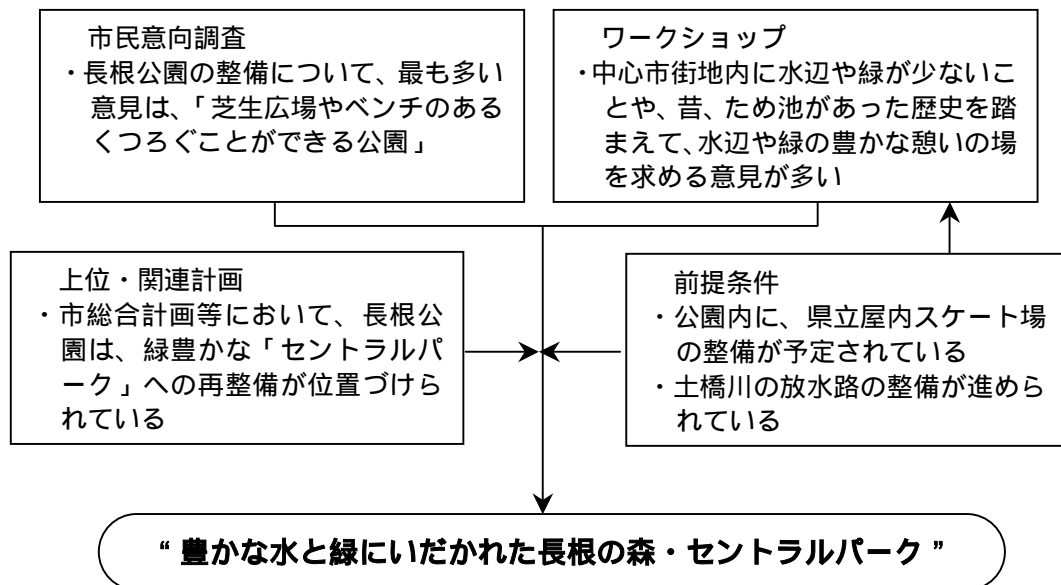 市民意向調査
・長根公園の整備について、最も多い
意見は、「芝生広場やベンチのある
くつろぐことができる公園」
ワークショップ
・中心市街地内に水辺や緑が少ないこ
とや、昔、ため池があった歴史を踏
まえて、水辺や緑の豊かな憩いの場
を求める意見が多い
上位・関連計画
・市総合計画等において、長根公
園は、緑豊かな「セントラルパ
ーク」への再整備が位置づけら
れている
前提条件
・公園内に、県立屋内スケート場
の整備が予定されている
・土橋川の放水路の整備が進めら
れている
“豊かな水と緑にいだかれた長根の森・セントラルパーク”